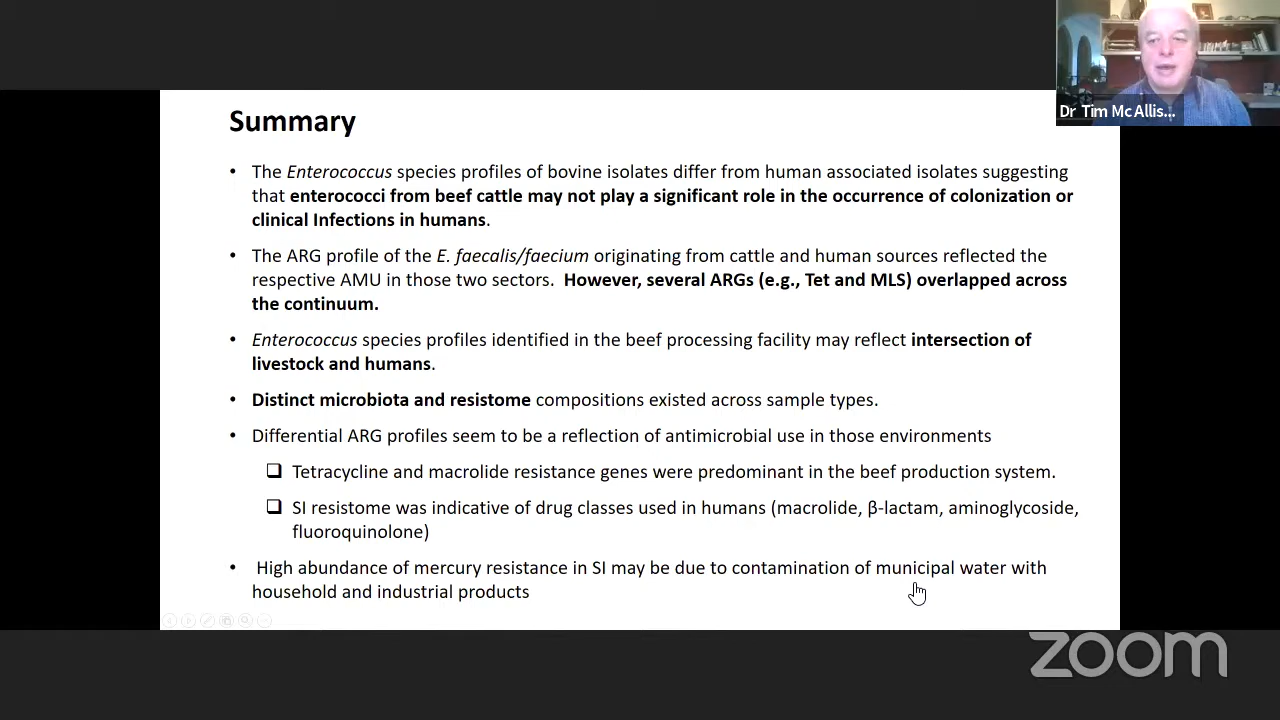 Dr Tim McAllis...
Summary
• The Enterococcus species profiles of bovine isolates differ from human associated isolates suggesting
that enterococci from beef cattle may not play a significant role in the occurrence of colonization or
clinical Infections in humans.
• The ARG profile of the E. faecalis/faecium originating from cattle and human sources reflected the
respective AMU in those two sectors. However, several ARGs (e.g., Tet and MLS) overlapped across
the continuum.
• Enterococcus species profiles identified in the beef processing facility may reflect intersection of
livestock and humans.
• Distinct microbiota and resistome compositions existed across sample types.
• Differential ARG profiles seem to be a reflection of antimicrobial use in those environments
❑ Tetracycline and macrolide resistance genes were predominant in the beef production system.
❑ SI resistome was indicative of drug classes used in humans (macrolide, β-lactam, aminoglycoside,
fluoroquinolone)
• High abundance of mercury resistance in SI may be due to contamination of municipal water with
household and industrial products
zoom